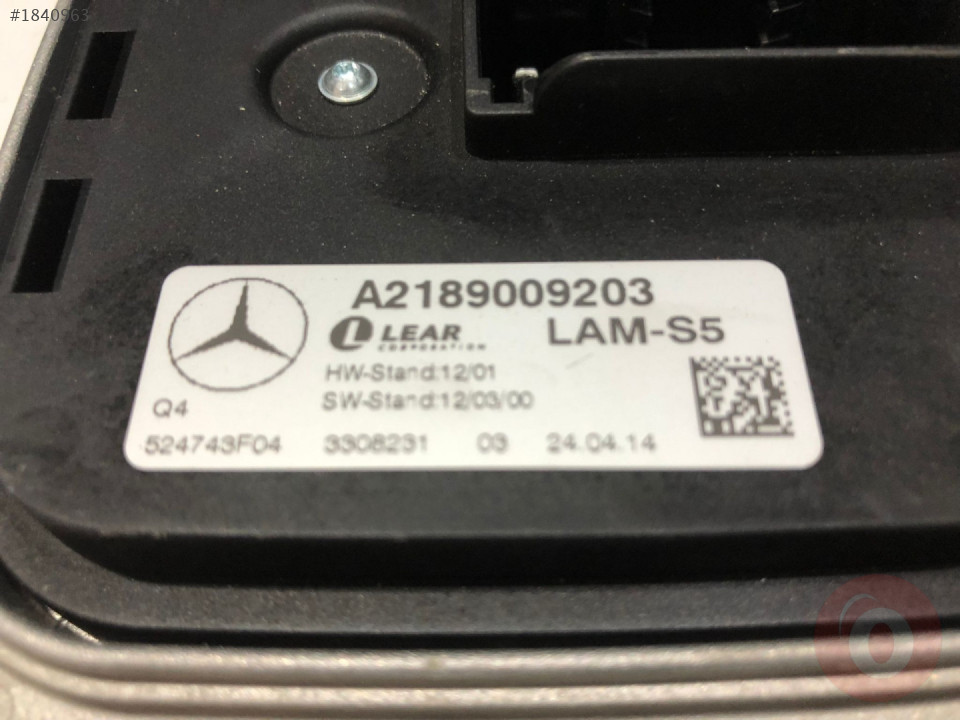 #1840963
A2189009203
LEAR LAM-S5
CORPORATION
HW-Stand:12/01
SW-Stand:12/03/00
Q4
524743F04 3308231 03 24.04.14